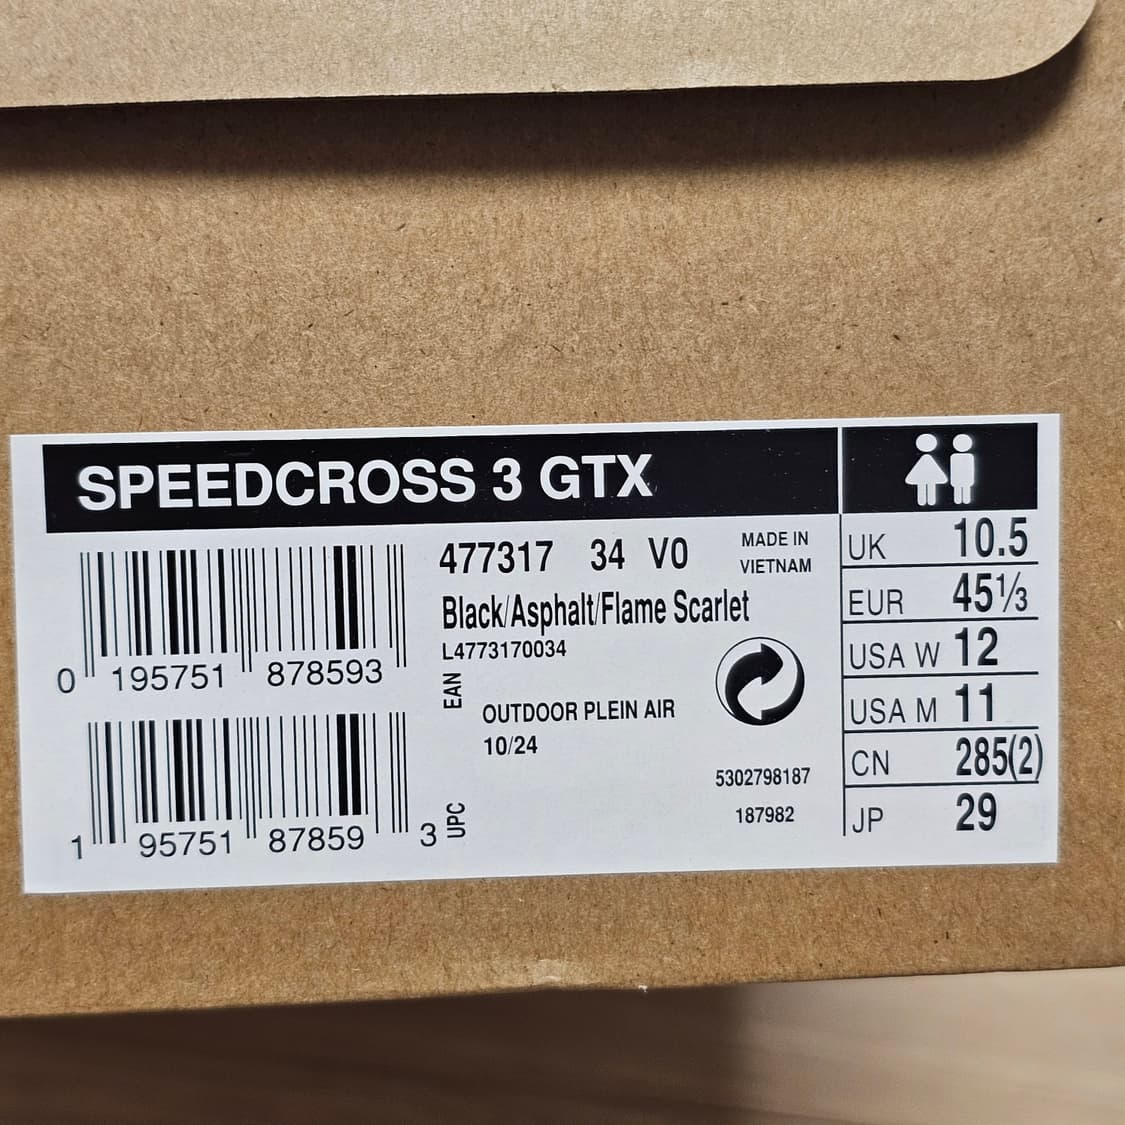 SPEEDCROSS 3 GTX
477317 34 V0
Black/Asphalt/Flame Scarlet
L4773170034
MADE IN
VIETNAM
0 195751 878593
EAN
OUTDOOR PLEIN AIR
10/24
1 95751 87859 3
UPC
5302798187
187982
UK 10.5
EUR 45⅓
USA W 12
USA M 11
CN 285(2)
JP 29